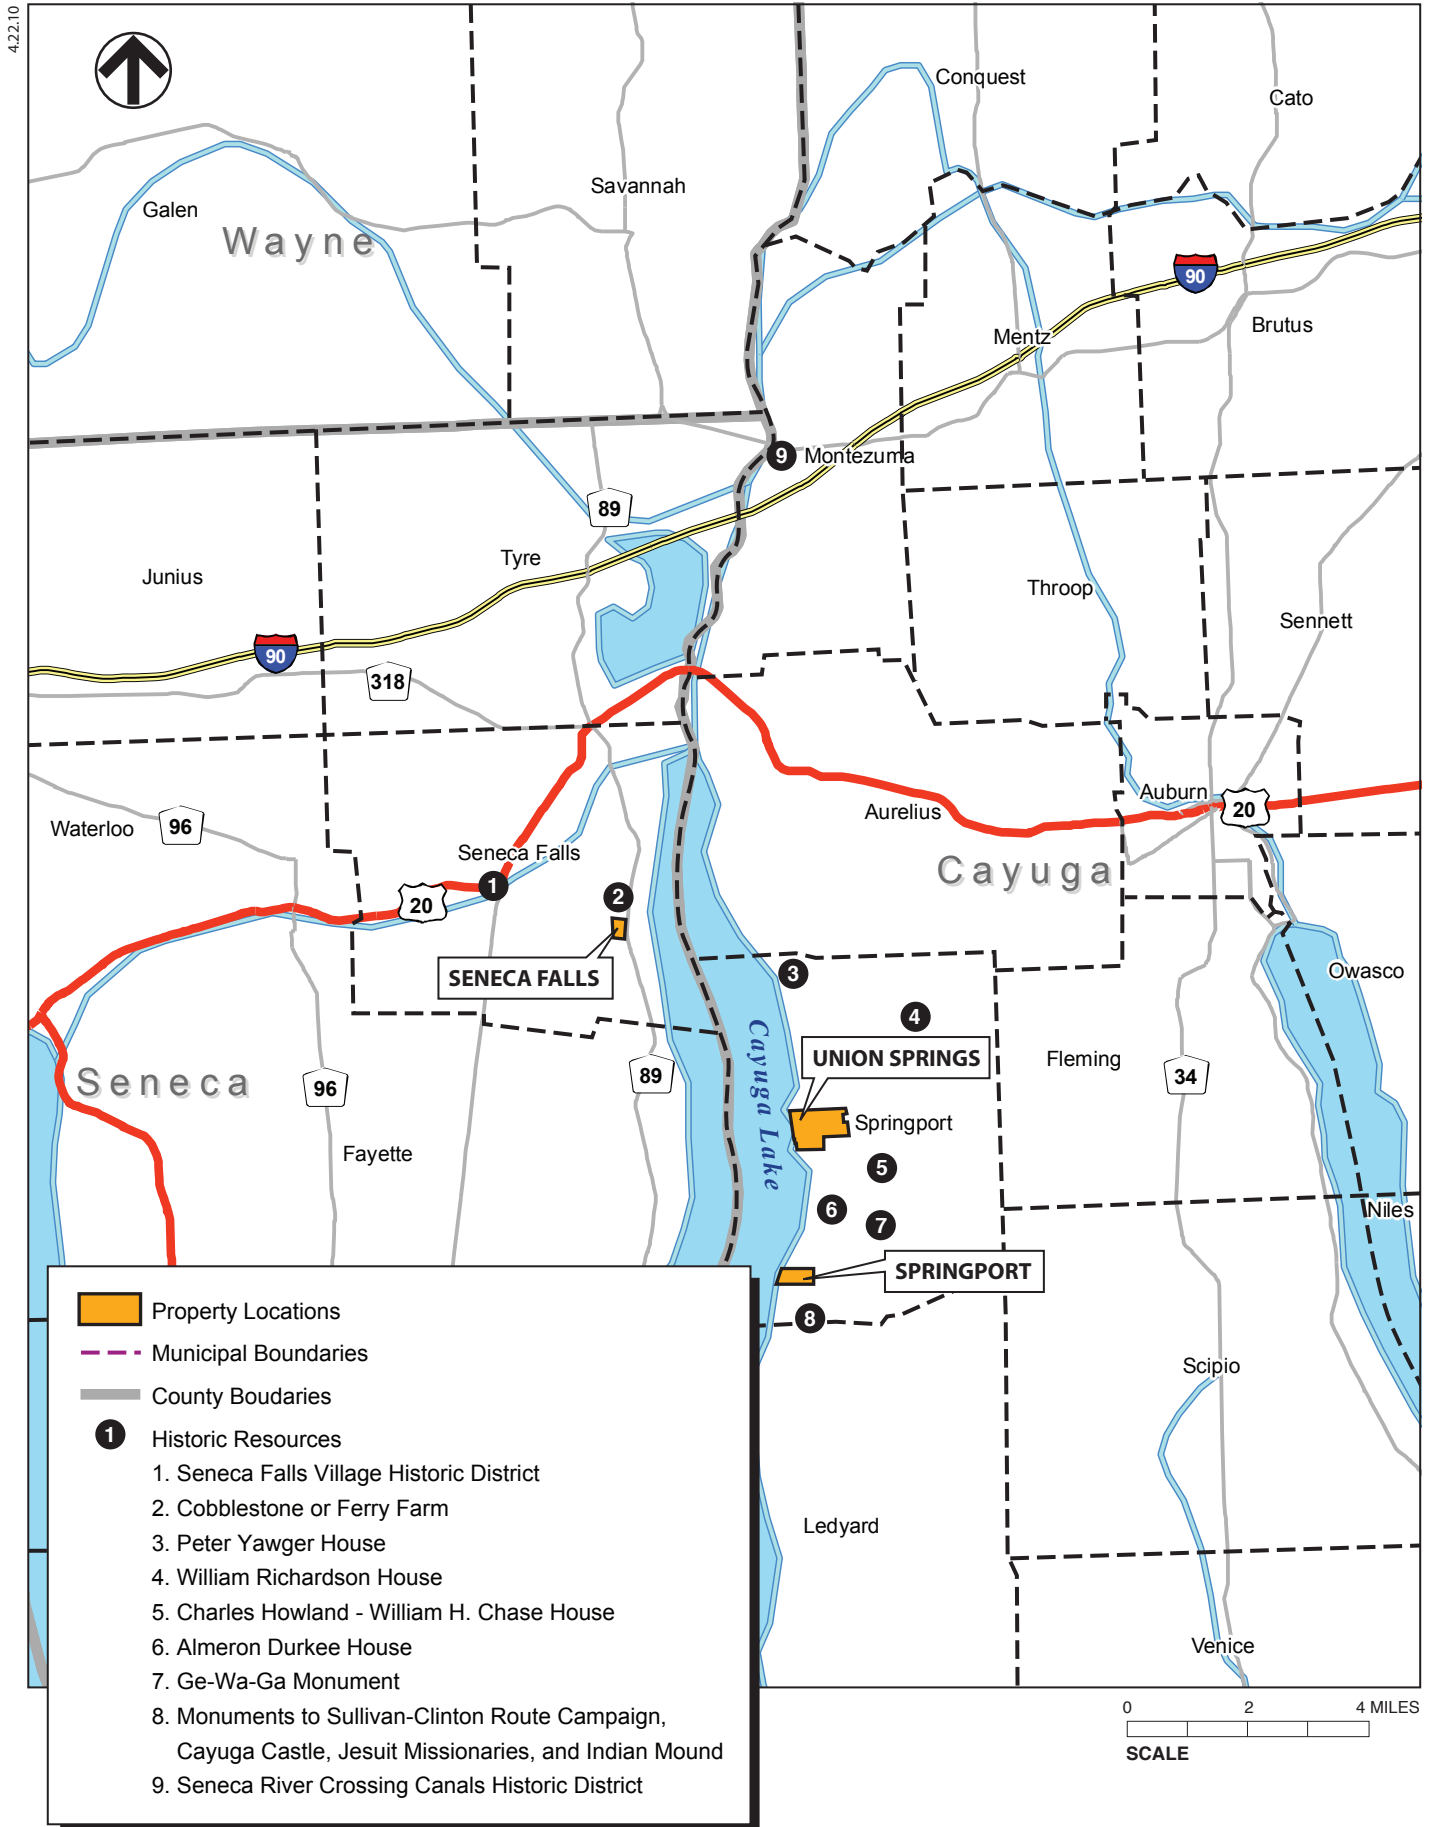 4.22.10
Conquest
Cato
Savannah
Galen
Wayne
90
Brutus
Mentz
9 Montezuma
89
Tyre
Junius
Throop
Sennett
90
318
Auburn
20
Aurelius
Waterloo
96
Seneca Falls
1
20
2
Cayuga
SENECA FALLS
3
Owasco
4
Cayuga Lake
UNION SPRINGS
Fleming
Seneca
96
89
34
Springport
Fayette
5
6
7
Niles
SPRINGPORT
8
Scipio
Ledyard
Venice
Property Locations
Municipal Boundaries
County Boudaries
1 Historic Resources
1. Seneca Falls Village Historic District
2. Cobblestone or Ferry Farm
3. Peter Yawger House
4. William Richardson House
5. Charles Howland - William H. Chase House
6. Almeron Durkee House
7. Ge-Wa-Ga Monument
8. Monuments to Sullivan-Clinton Route Campaign,
Cayuga Castle, Jesuit Missionaries, and Indian Mound
9. Seneca River Crossing Canals Historic District
0 2 4 MILES
SCALE